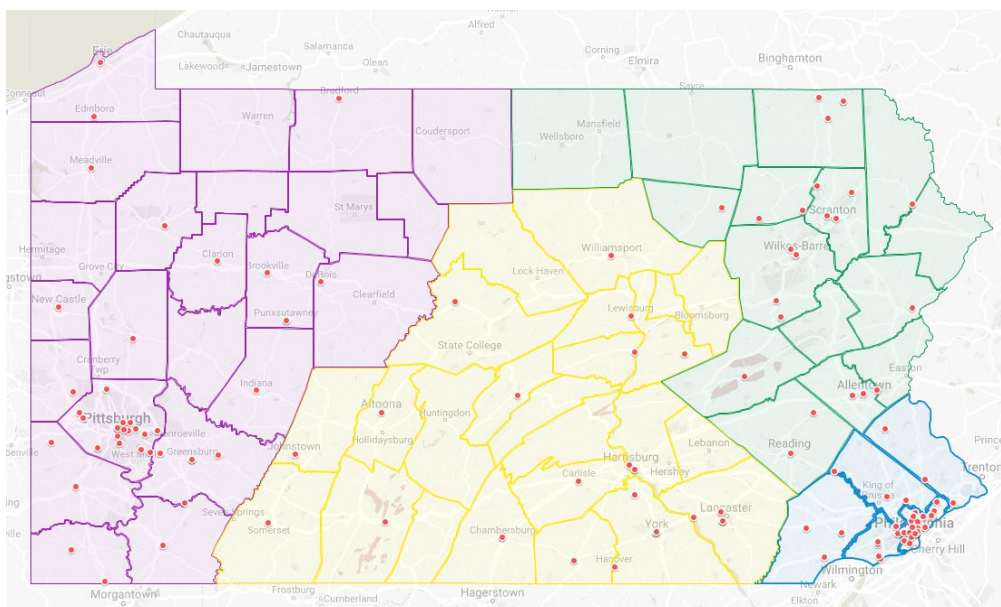 Alfred
Chautauqua
Salamanca
Erie
Corning
Binghamton
Lakewood
Jamestown
Olean
Elmira
Conneaut
Bradford
Sayre
Edinboro
Warren
Mansfield
Coudersport
Wellsboro
Meadville
St Marys
Scranton
Hermitage
Williamsport
Wilkes-Barre
Clarion
Grove City
Brookville
DuBois
Lock Haven
New Castle
Clearfield
Punxsutawney
Lewisburg
Bloomsburg
State College
Cranberry
Twp
Easton
Indiana
Allentown
Altoona
Pittsburgh
Huntingdon
Monroeville
Hollidaysburg
Lebanon
Reading
West M
Greensburg
Johnstown
Harrisburg
Hershey
Trenton
Carlisle
King of
Prussia
Seven Springs
Lancaster
Somerset
Chambersburg
York
Philadelphia
Hanover
Cherry Hill
Wilmington
Newark
Morgantown
Frostburg
Cumberland
Hagerstown
Elkton